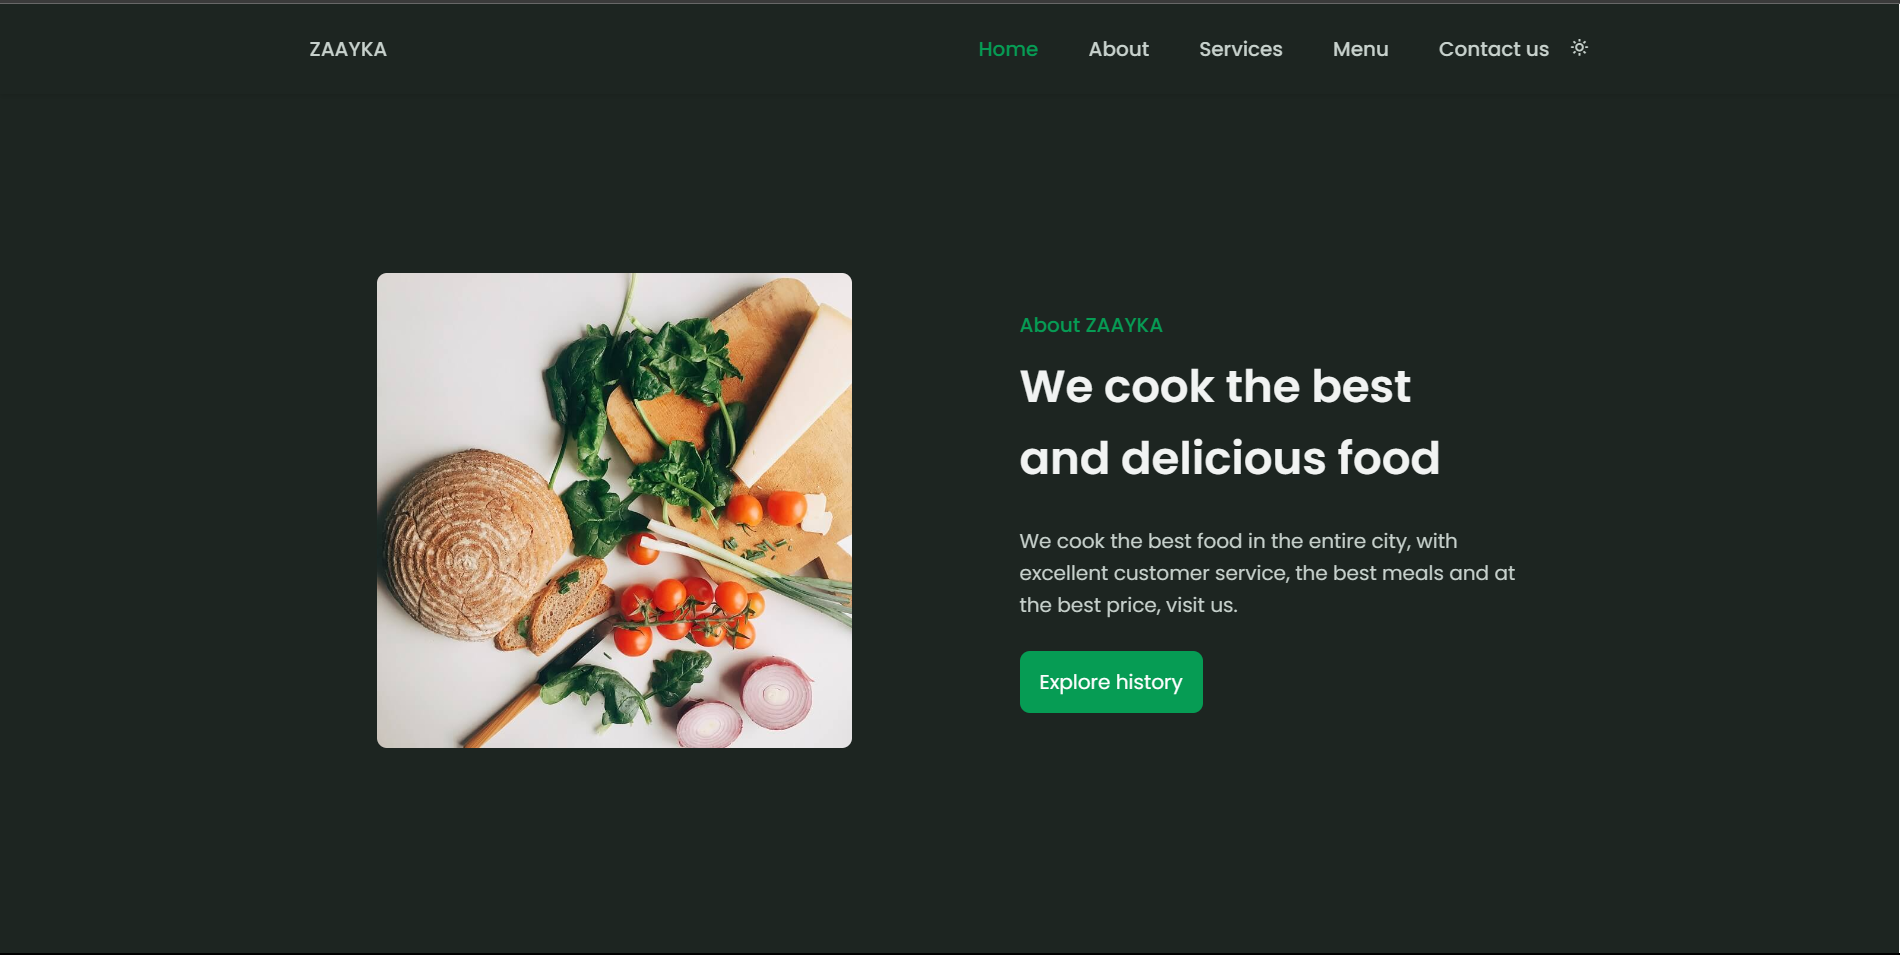 ZAAYKA
Home
About
Services
Menu
Contact us
About ZAAYKA
We cook the best
and delicious food
We cook the best food in the entire city, with
excellent customer service, the best meals and at
the best price, visit us.
Explore history